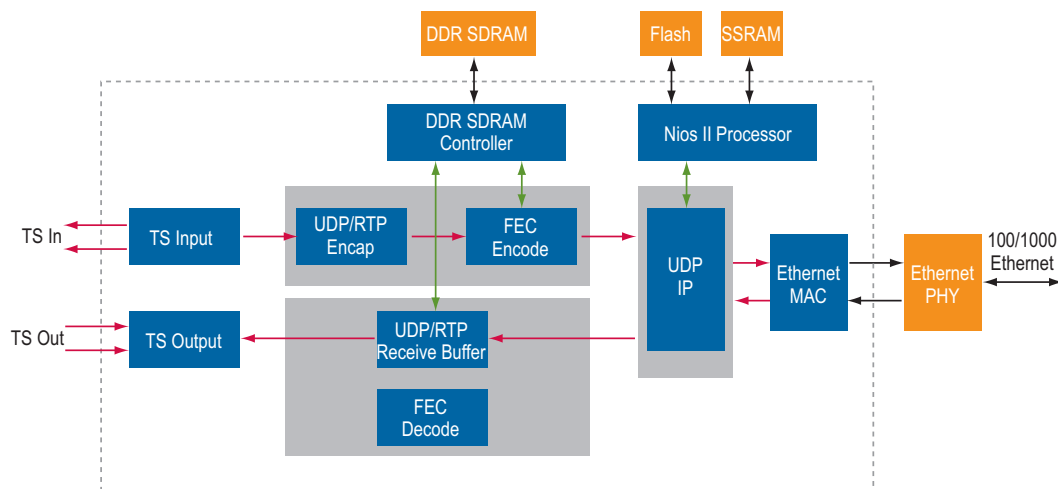 DDR SDRAM
Flash
SSRAM
DDR SDRAM
Controller
Nios II Processor
TS In
TS Input
UDP/RTP
Encap
FEC
Encode
UDP
IP
Ethernet
MAC
Ethernet
PHY
100/1000
Ethernet
TS Out
TS Output
UDP/RTP
Receive Buffer
FEC
Decode